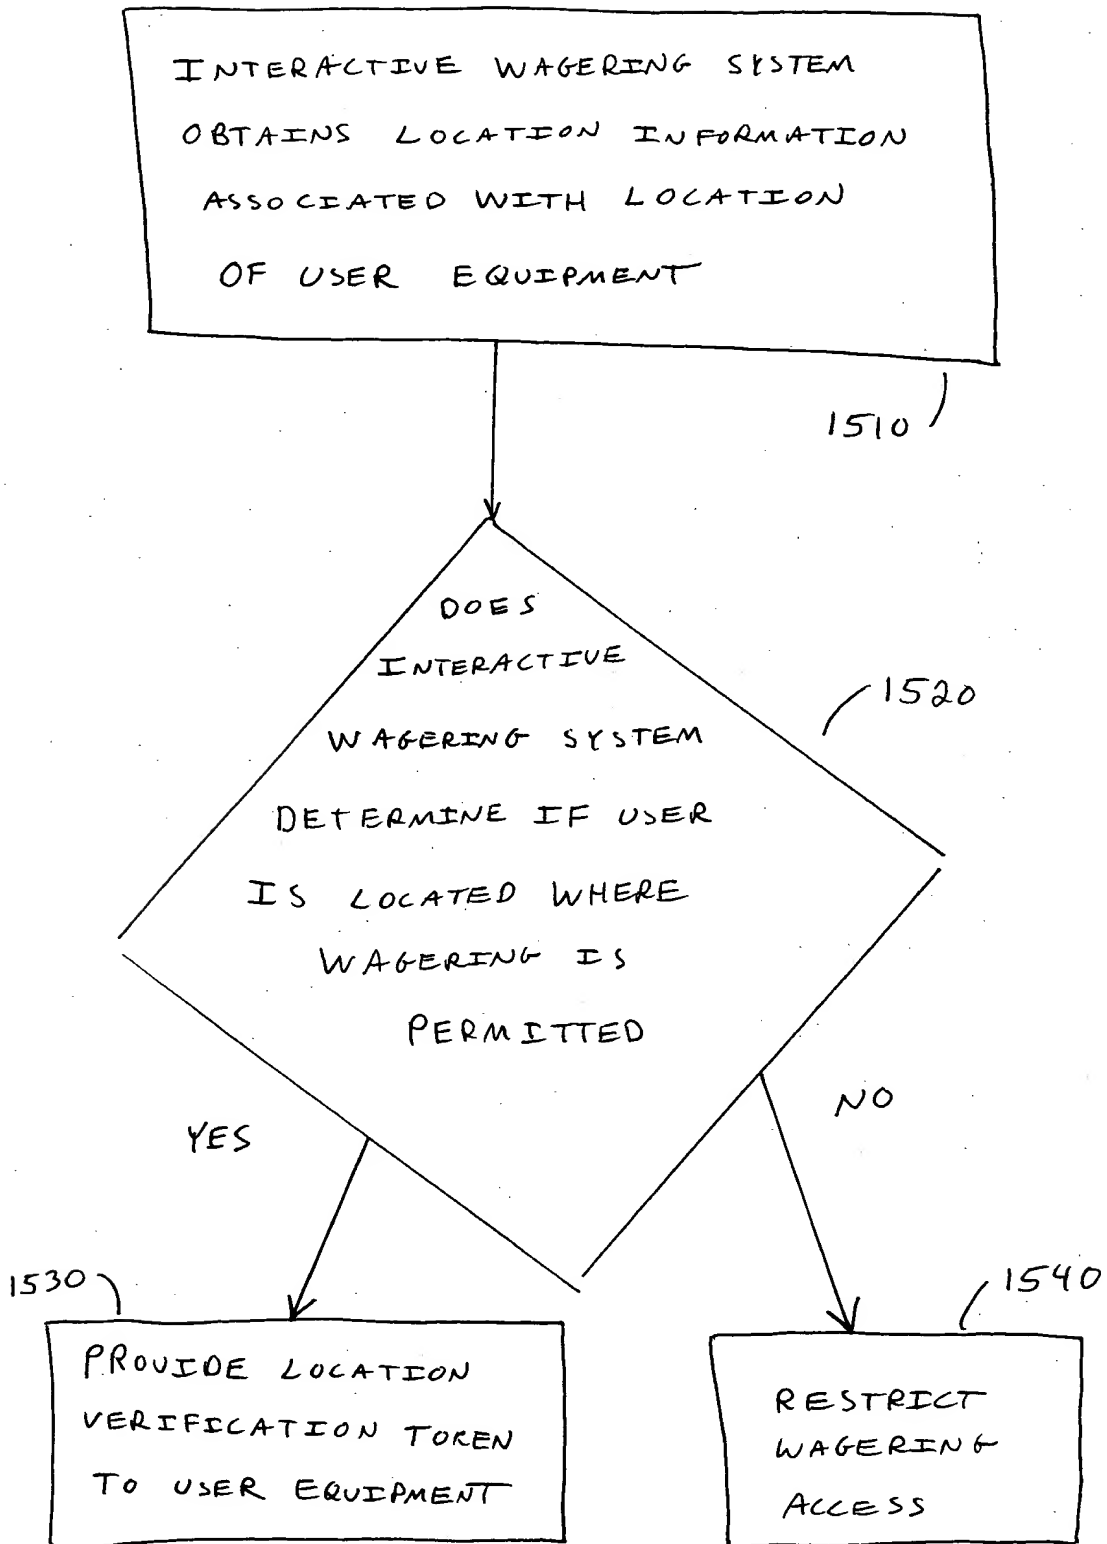 INTERACTIVE WAGERING SYSTEM
OBTAINS LOCATION INFORMATION
ASSOCIATED WITH LOCATION
OF USER EQUIPMENT
1510
DOES
INTERACTIVE
WAGERING SYSTEM
DETERMINE IF USER
IS LOCATED WHERE
WAGERING IS
PERMITTED
1520
YES
NO
1530
PROVIDE LOCATION
VERIFICATION TOKEN
TO USER EQUIPMENT
1540
RESTRICT
WAGERING
ACCESS